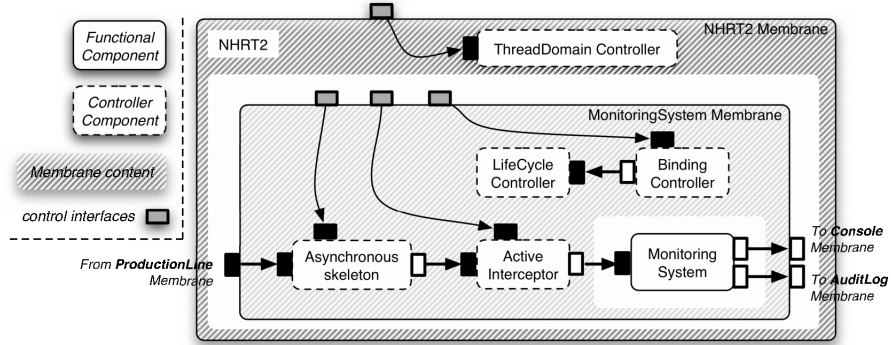 Functional
Component
Controller
Component
Membrane content
control interfaces
NHRT2
NHRT2 Membrane
ThreadDomain Controller
MonitoringSystem Membrane
LifeCycle
Controller
Binding
Controller
From ProductionLine
Membrane
Asynchronous
skeleton
Active
Interceptor
Monitoring
System
To Console
Membrane
To AuditLog
Membrane